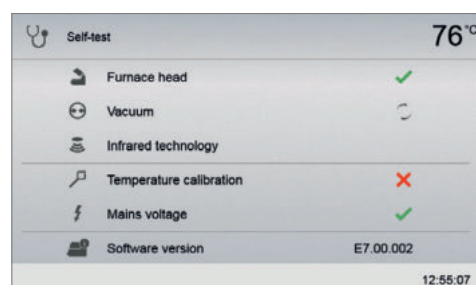 Self-test 76°C
Furnace head
Vacuum
Infrared technology
Temperature calibration
Mains voltage
Software version E7.00.002
12:55:07